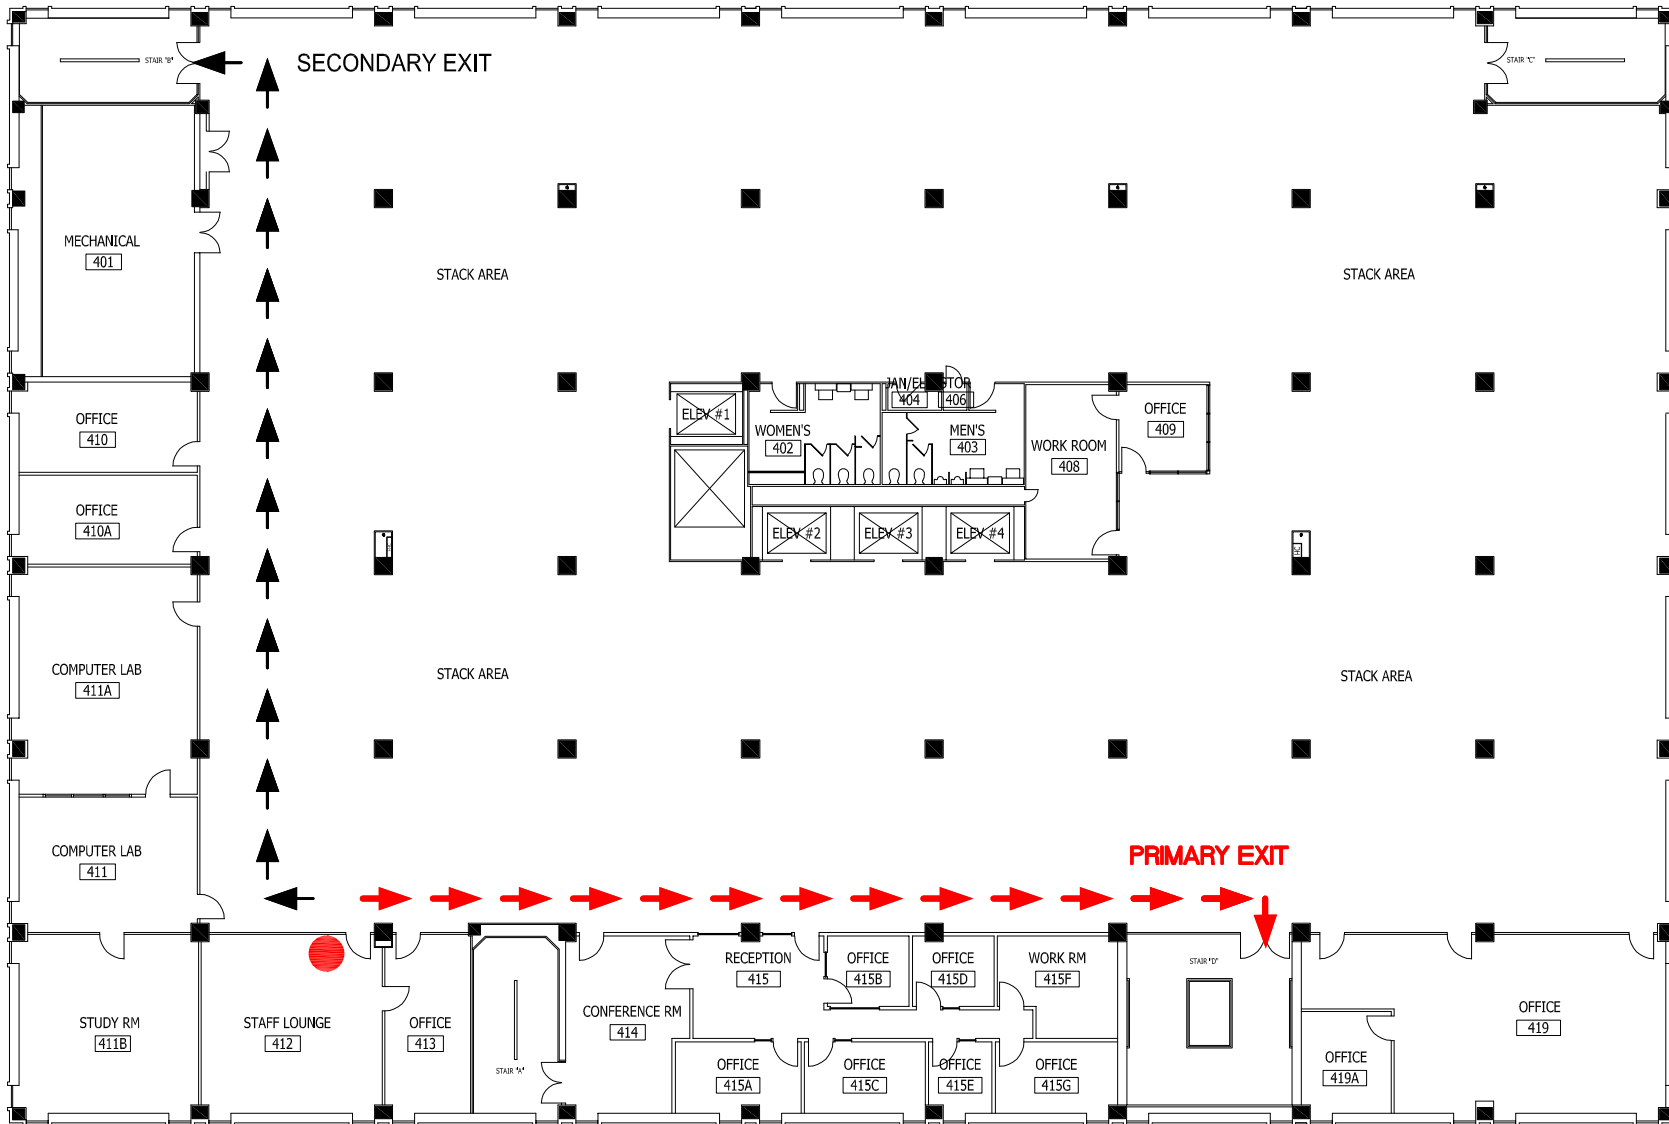 STAIR "B"
SECONDARY EXIT
STAIR "C"
MECHANICAL
401
STACK AREA
STACK AREA
JAN/EL
TOR
404
406
ELEV #1
WOMEN'S
402
MEN'S
403
WORK ROOM
408
OFFICE
409
OFFICE
410
OFFICE
410A
ELEV #2
ELEV #3
ELEV #4
HC
COMPUTER LAB
411A
STACK AREA
STACK AREA
COMPUTER LAB
411
PRIMARY EXIT
STUDY RM
411B
STAFF LOUNGE
412
OFFICE
413
STAIR "A"
CONFERENCE RM
414
RECEPTION
415
OFFICE
415B
OFFICE
415D
WORK RM
415F
OFFICE
415A
OFFICE
415C
OFFICE
415E
OFFICE
415G
STAIR "D"
OFFICE
419
OFFICE
419A